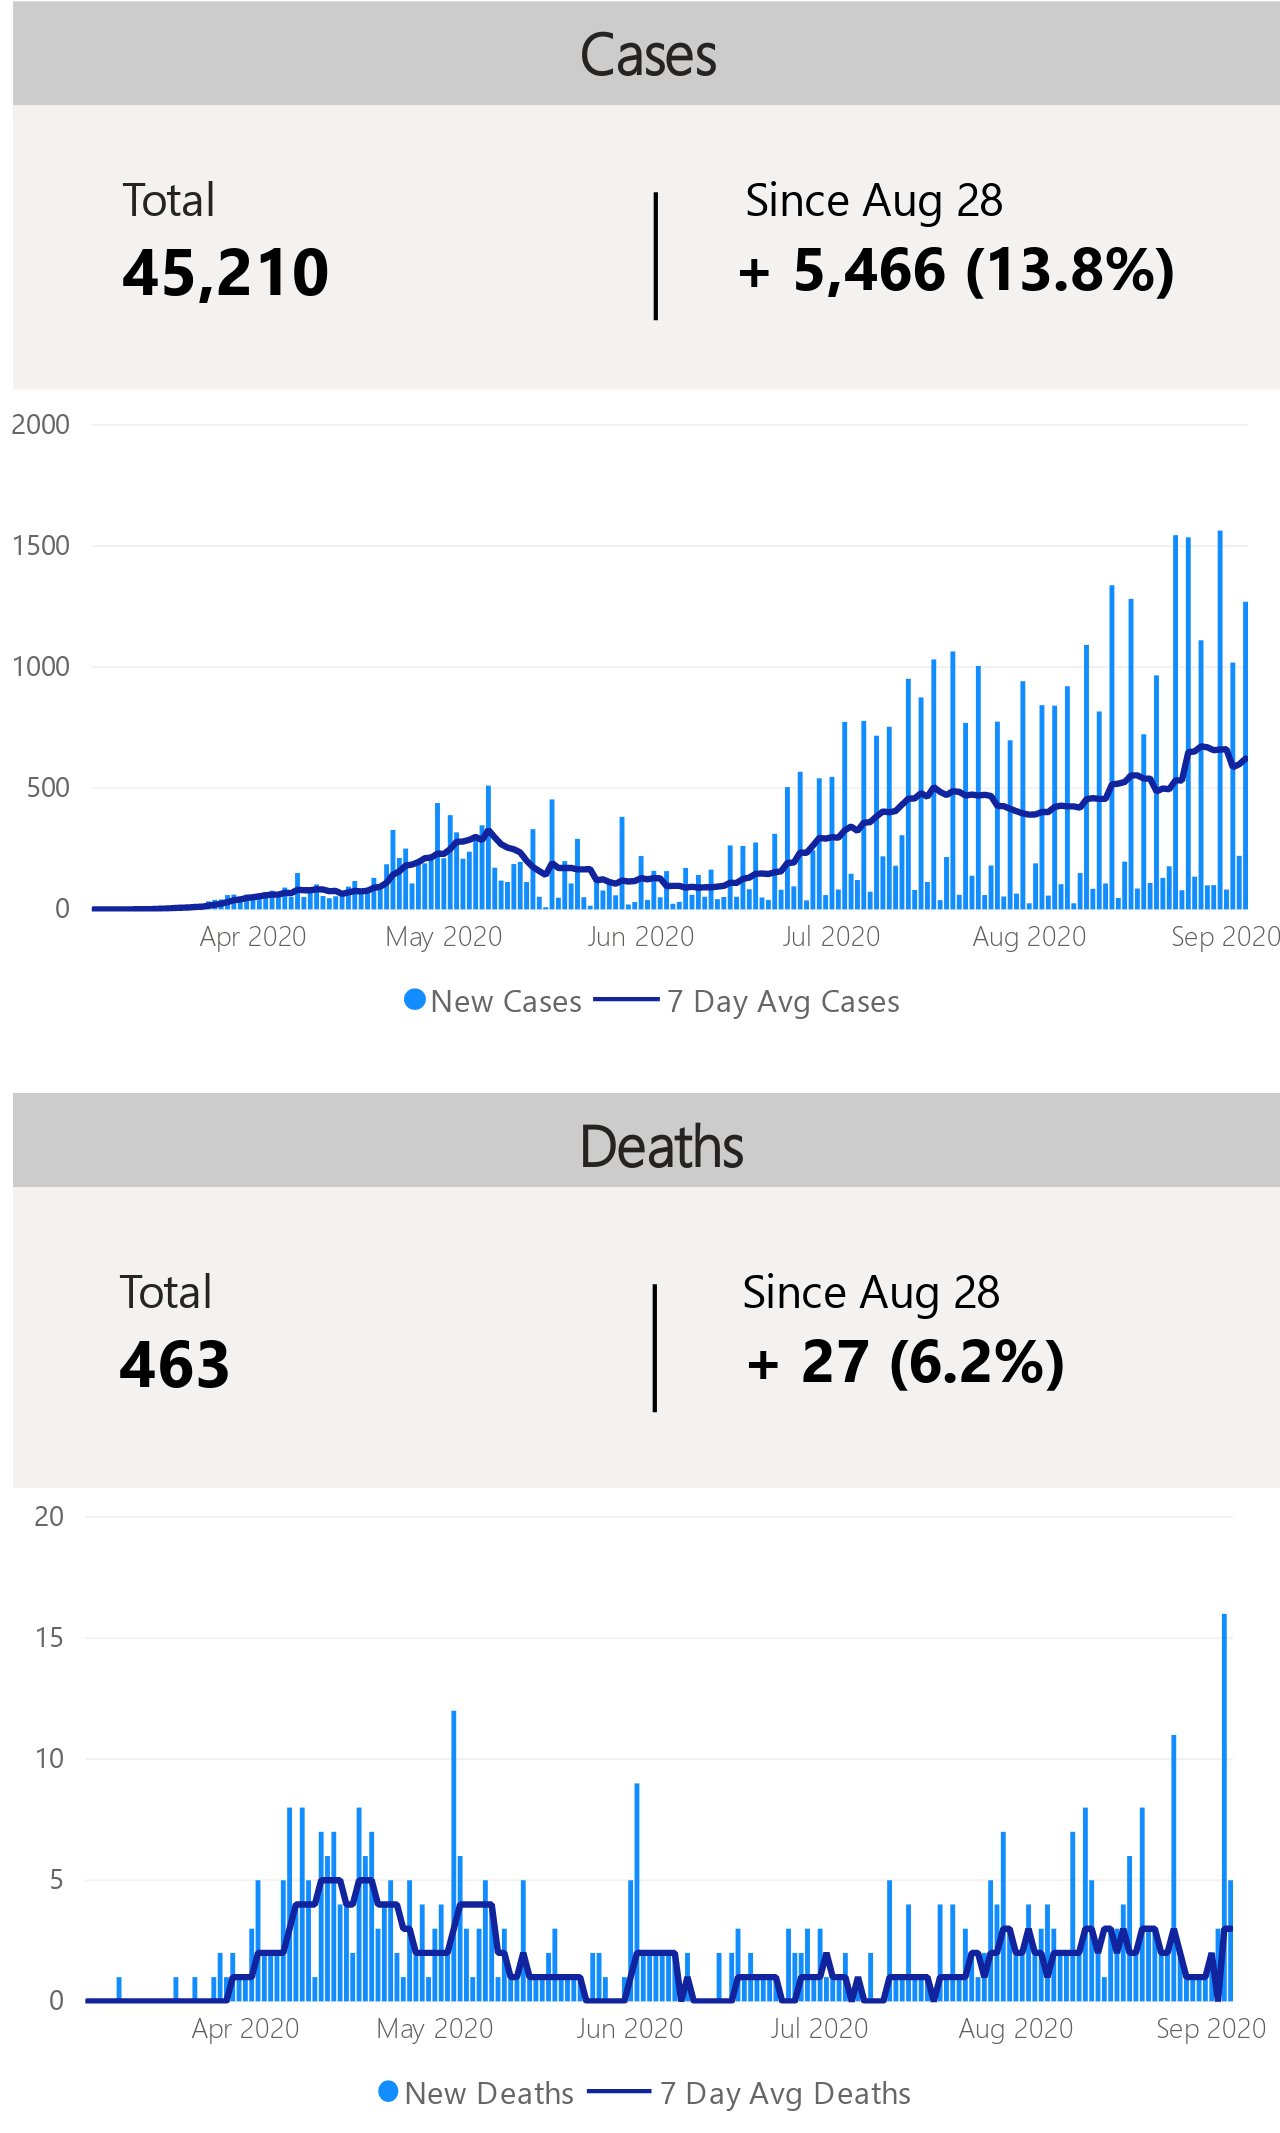 Cases
Total
Since Aug 28
45,210
+ 5,466 (13.8%)
2000
1500
1000
500
0
Apr 2020
May 2020
Jun 2020
Jul 2020
Aug 2020
Sep 2020
New Cases
7 Day Avg Cases
Deaths
Total
Since Aug 28
463
+ 27 (6.2%)
20
15
10
5
0
Apr 2020
May 2020
Jun 2020
Jul 2020
Aug 2020
Sep 2020
New Deaths
7 Day Avg Deaths